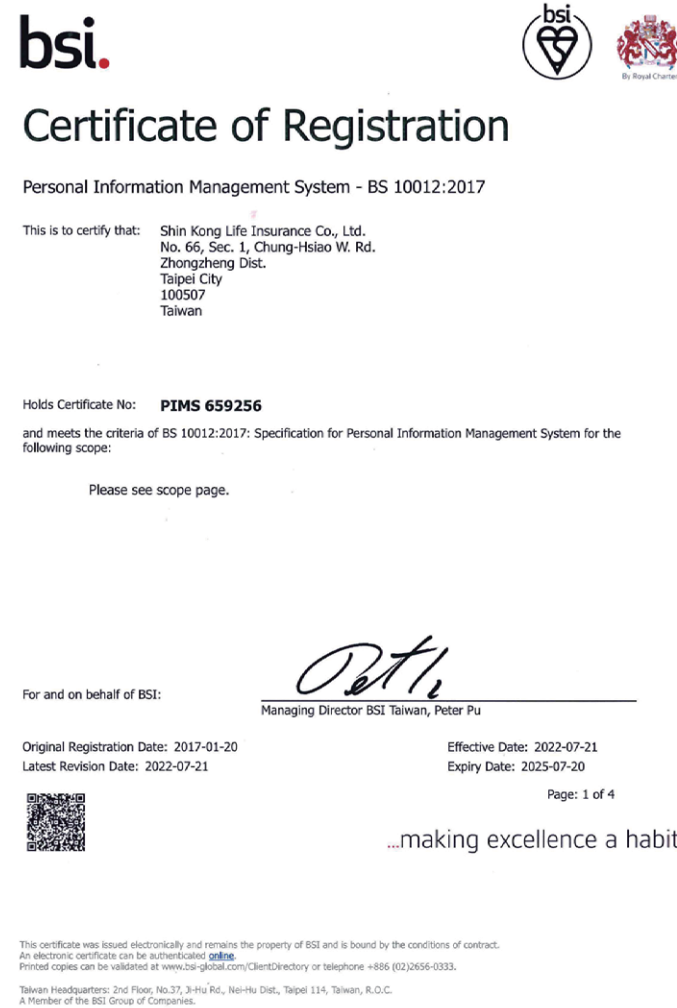 bsi.
bsi
By Royal Charter
Certificate of Registration
Personal Information Management System - BS 10012:2017
This is to certify that: Shin Kong Life Insurance Co., Ltd.
No. 66, Sec. 1, Chung-Hsiao W. Rd.
Zhongzheng Dist.
Taipei City
100507
Taiwan
Holds Certificate No: PIMS 659256
and meets the criteria of BS 10012:2017: Specification for Personal Information Management System for the
following scope:
Please see scope page.
For and on behalf of BSI:
Managing Director BSI Taiwan, Peter Pu
Original Registration Date: 2017-01-20 Effective Date: 2022-07-21
Latest Revision Date: 2022-07-21 Expiry Date: 2025-07-20
Page: 1 of 4
...making excellence a habit
This certificate was issued electronically and remains the property of BSI and is bound by the conditions of contract.
An electronic certificate can be authenticated online.
Printed copies can be validated at www.bsi-global.com/ClientDirectory or telephone +886 (02)2656-0333.
Taiwan Headquarters: 2nd Floor, No.37, Ji-Hu Rd., Nei-Hu Dist., Taipei 114, Taiwan, R.O.C.
A Member of the BSI Group of Companies.